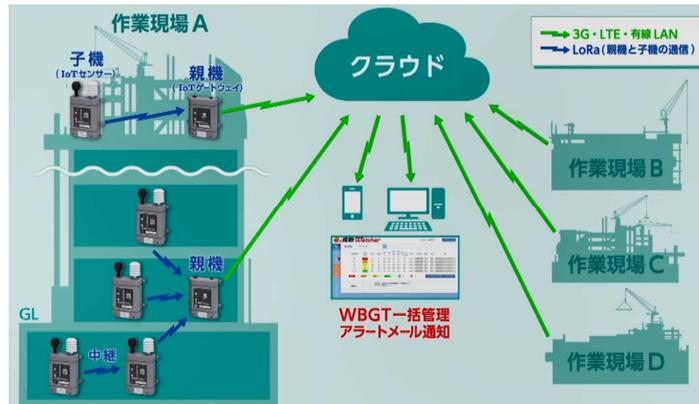 作業現場A
子機
(IoTセンサー)
親機
(IoTゲートウェイ)
クラウド
3G・LTE・有線LAN
LoRa(親機と子機の通信)
作業現場B
作業現場C
作業現場D
親機
中継
GL
Watcher
WBGT一括管理
アラートメール通知